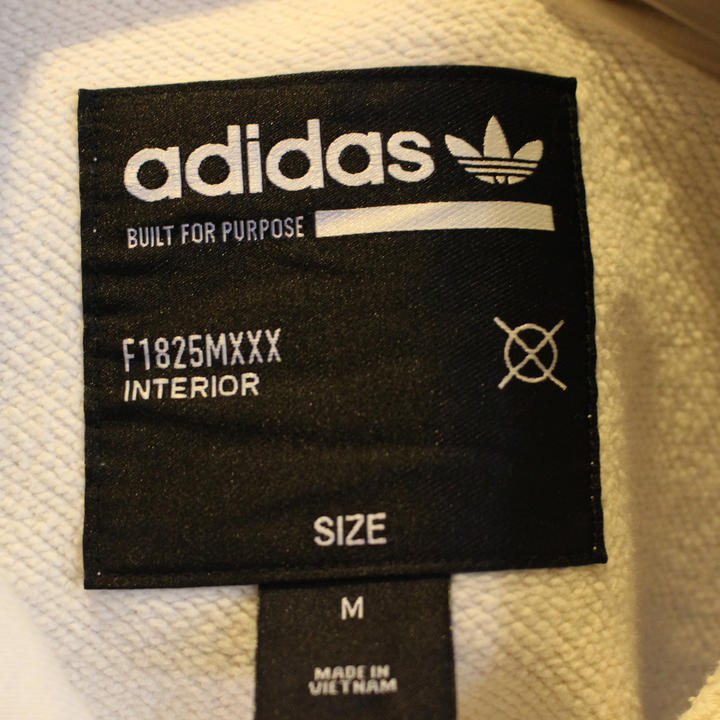 adidas
BUILT FOR PURPOSE
F1825MXXX
INTERIOR
SIZE
M
MADE IN
VIETNAM